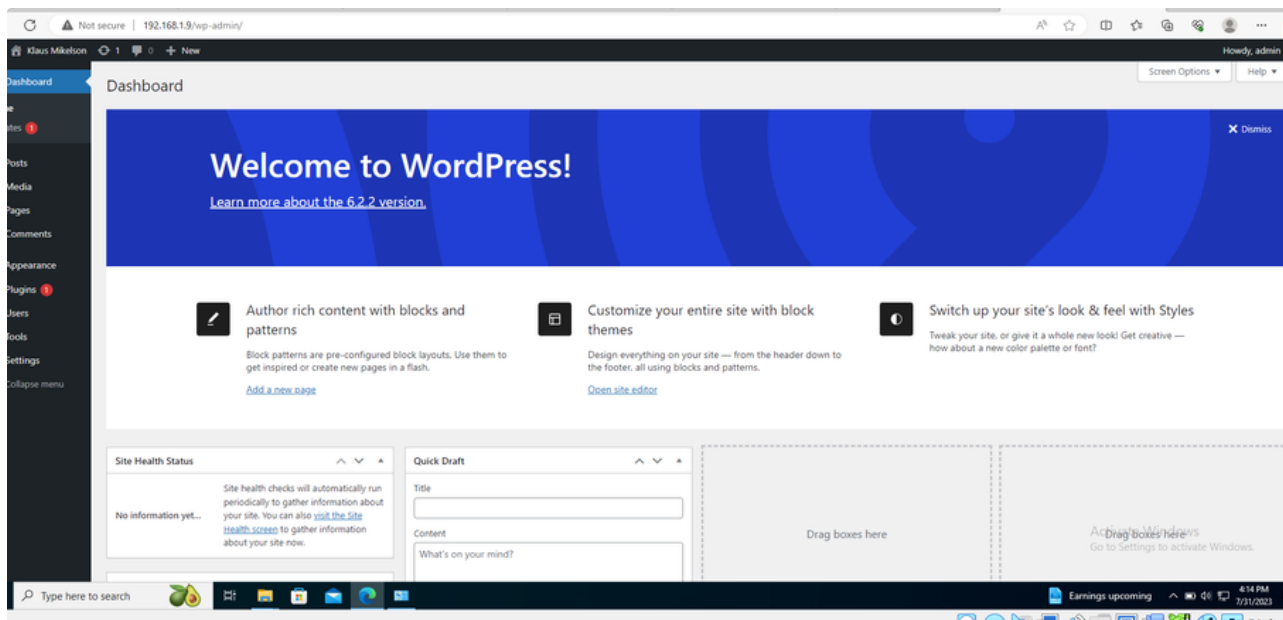 Not secure | 192.168.1.9/wp-admin/
Klaus Mikelson 1 0 + New
Howdy, admin
Dashboard
Screen Options ▼
Help ▼
Dashboard
1
Posts
Media
Pages
Comments
Appearance
Plugins 1
Users
Tools
Settings
Collapse menu
Dismiss
Welcome to WordPress!
Learn more about the 6.2.2 version.
Author rich content with blocks and
patterns
Block patterns are pre-configured block layouts. Use them to
get inspired or create new pages in a flash.
Add a new page
Customize your entire site with block
themes
Design everything on your site — from the header down to
the footer, all using blocks and patterns.
Open site editor
Switch up your site's look & feel with Styles
Tweak your site, or give it a whole new look! Get creative —
how about a new color palette or font?
Site Health Status
No information yet...
Site health checks will automatically run
periodically to gather information about
your site. You can also visit the Site
Health screen to gather information
about your site now.
Quick Draft
Title
Content
What's on your mind?
Drag boxes here
Drag boxes here
Activate Windows
Go to Settings to activate Windows.
Type here to search
Earnings upcoming
4:14 PM
7/31/2023